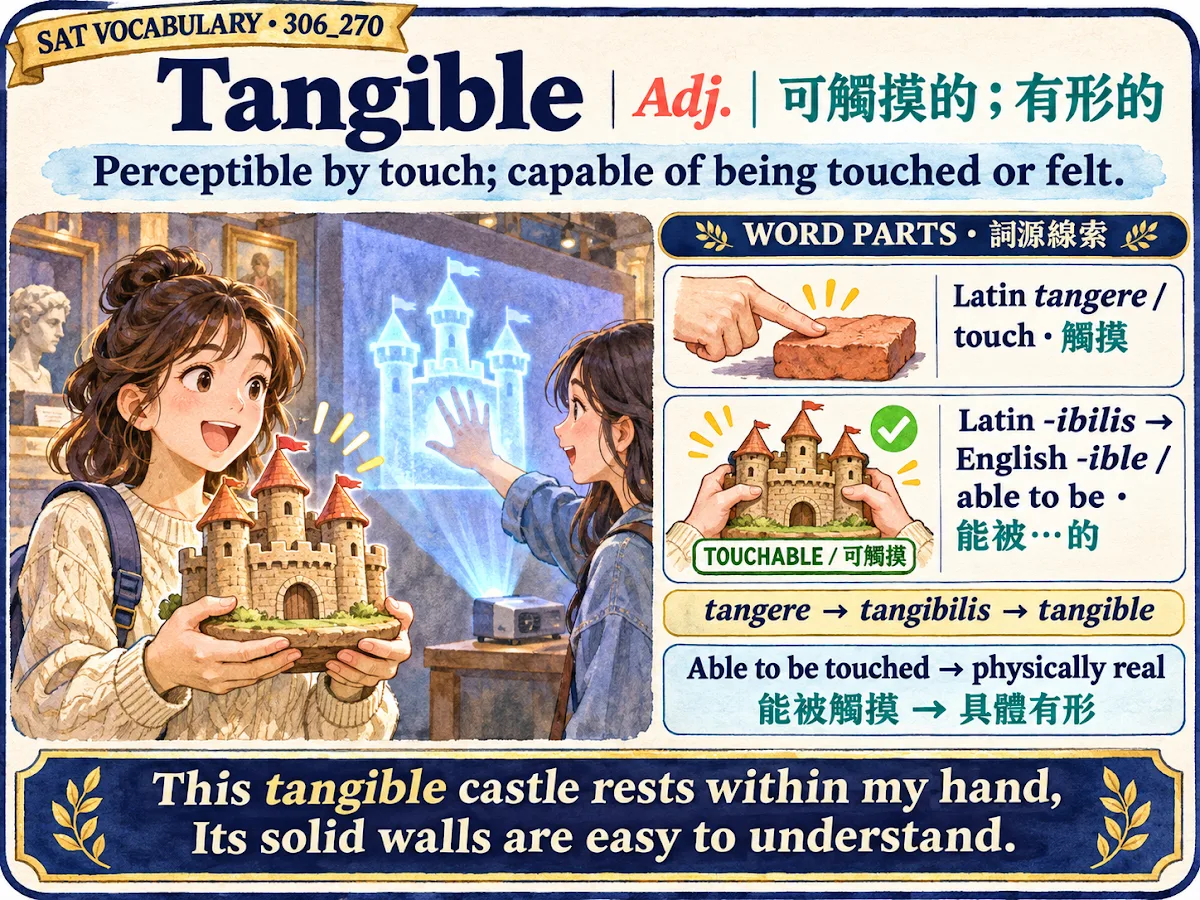 SAT VOCABULARY • 306_270
Tangible | Adj. | 可觸摸的；有形的
Perceptible by touch; capable of being touched or felt.
WORD PARTS • 詞源線索
Latin tangere /
touch • 觸摸
Latin -ibilis →
English -ible /
able to be •
能被…的
TOUCHABLE / 可觸摸
tangere → tangibilis → tangible
Able to be touched → physically real
能被觸摸 → 具體有形
This tangible castle rests within my hand,
Its solid walls are easy to understand.